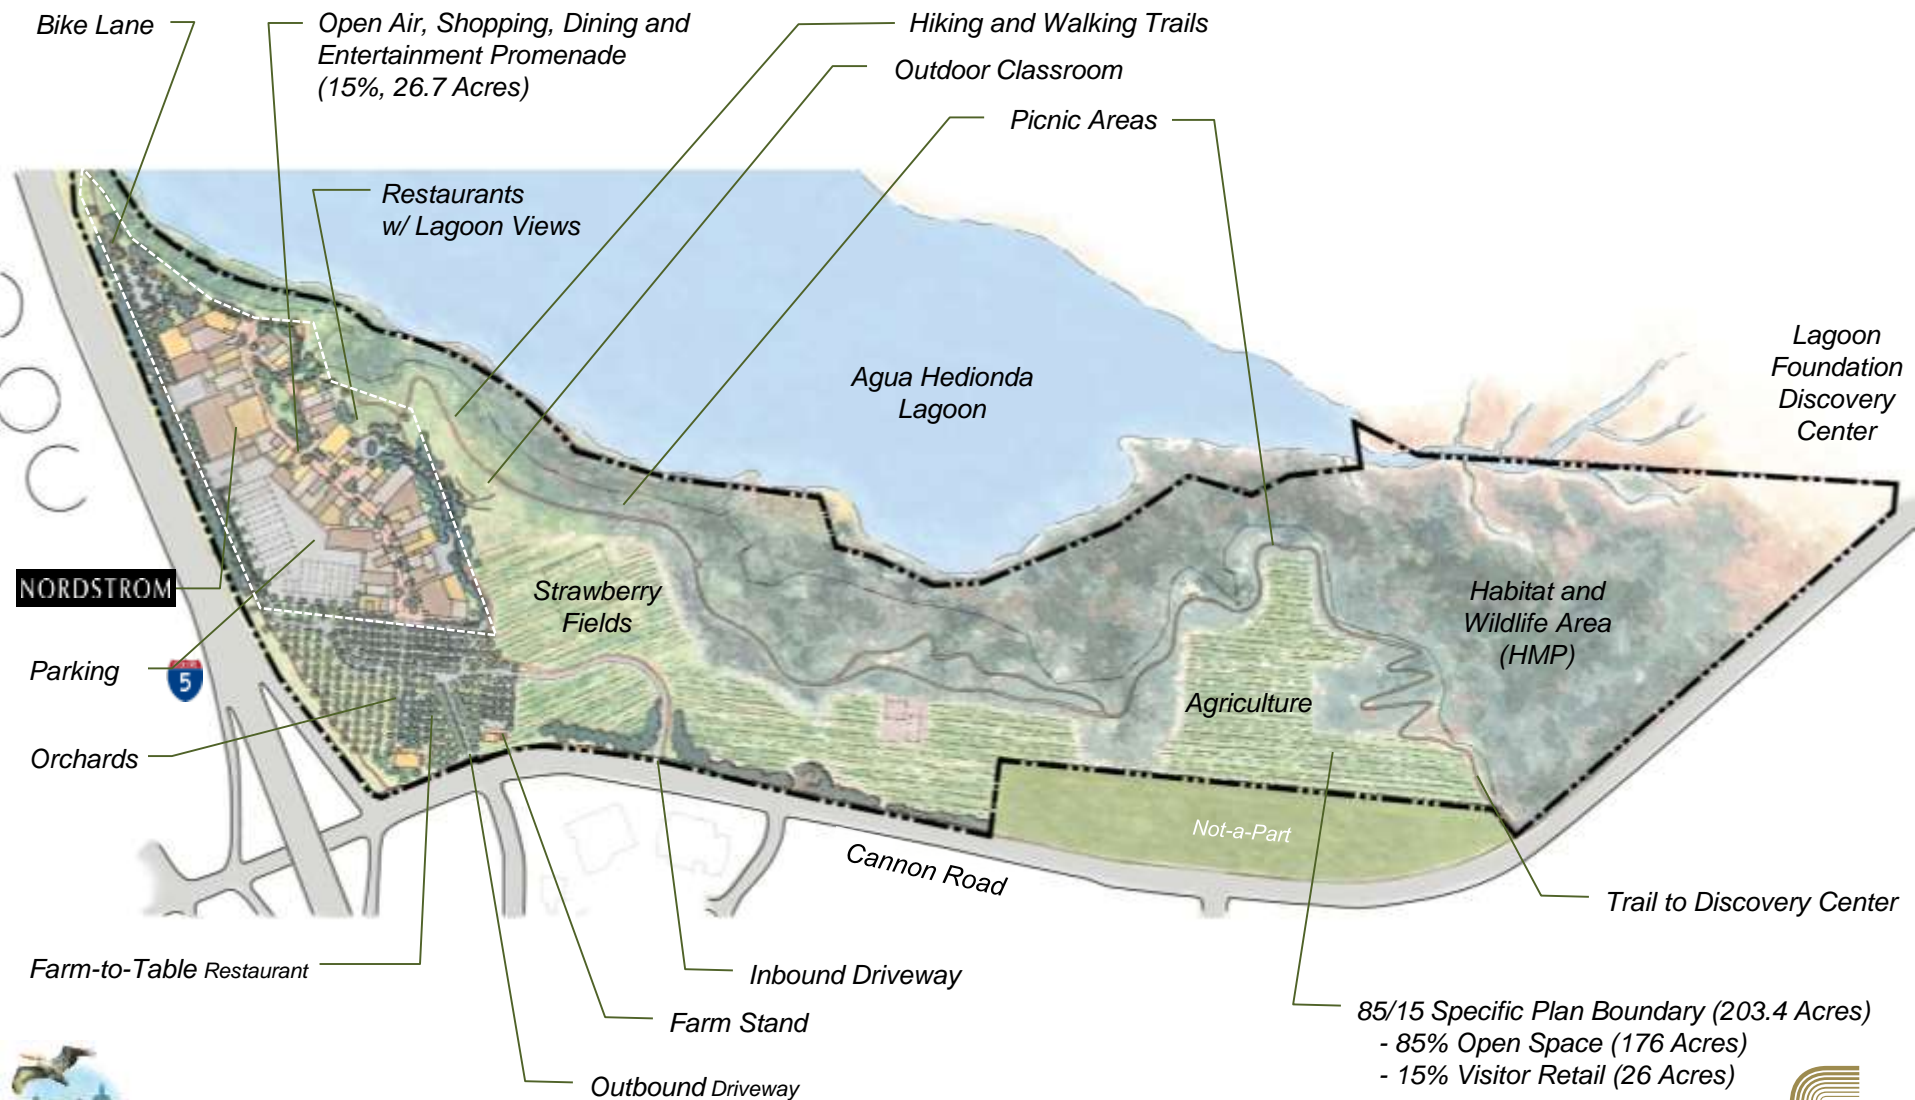 Bike Lane
Open Air, Shopping, Dining and
Entertainment Promenade
(15%, 26.7 Acres)
Hiking and Walking Trails
Outdoor Classroom
Picnic Areas
Restaurants
w/ Lagoon Views
Agua Hedionda
Lagoon
Lagoon
Foundation
Discovery
Center
NORDSTROM
Strawberry
Fields
Habitat and
Wildlife Area
(HMP)
Parking
5
Agriculture
Orchards
Not-a-Part
Cannon Road
Trail to Discovery Center
Farm-to-Table Restaurant
Inbound Driveway
Farm Stand
Outbound Driveway
85/15 Specific Plan Boundary (203.4 Acres)
- 85% Open Space (176 Acres)
- 15% Visitor Retail (26 Acres)